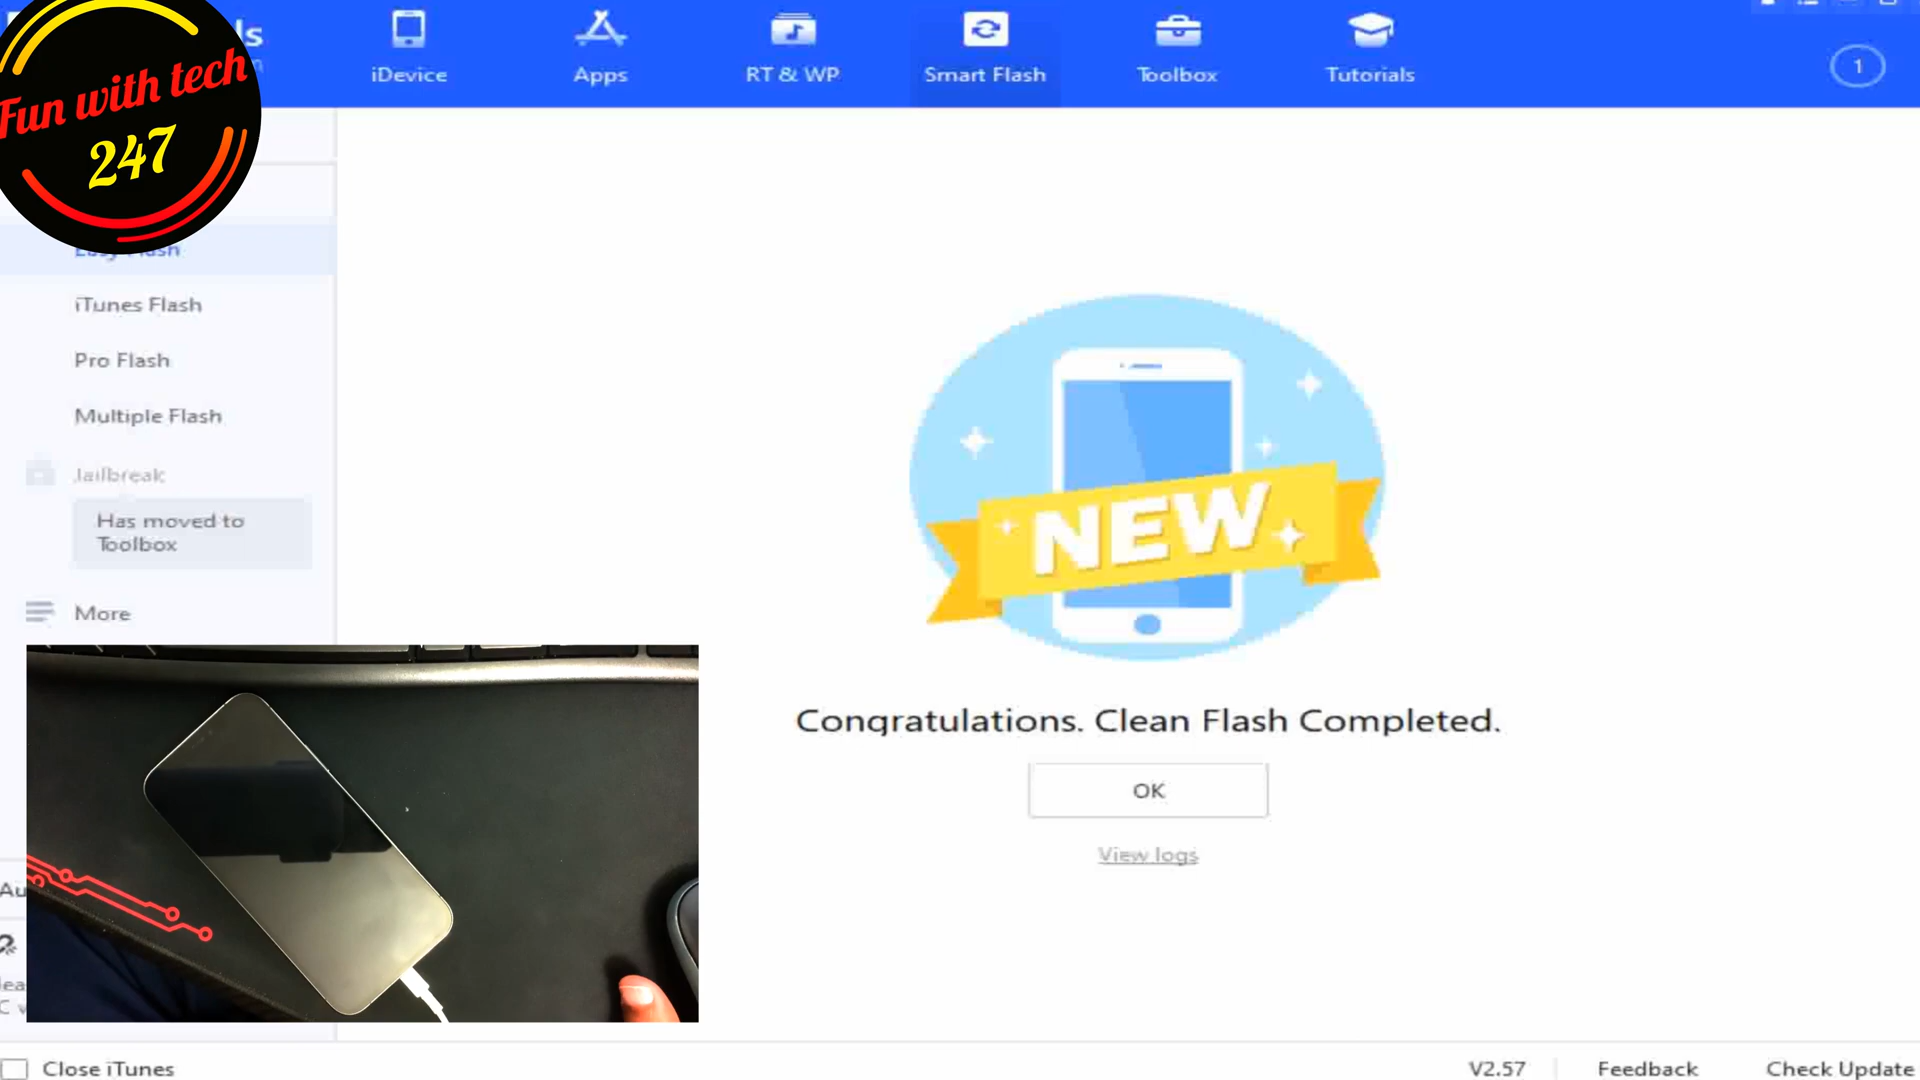 iDevice
Apps
RT & WP
Smart Flash
Toolbox
Tutorials
1
Fun with tech
247
Easy Flash
iTunes Flash
Pro Flash
Multiple Flash
Jailbreak
Has moved to
Toolbox
More
NEW
Congratulations. Clean Flash Completed.
OK
View logs
Close iTunes
V2.57
Feedback
Check Update